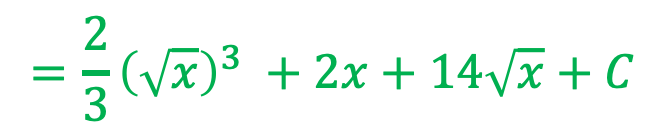 = 2/3 (√x)³ + 2x + 14√x + C